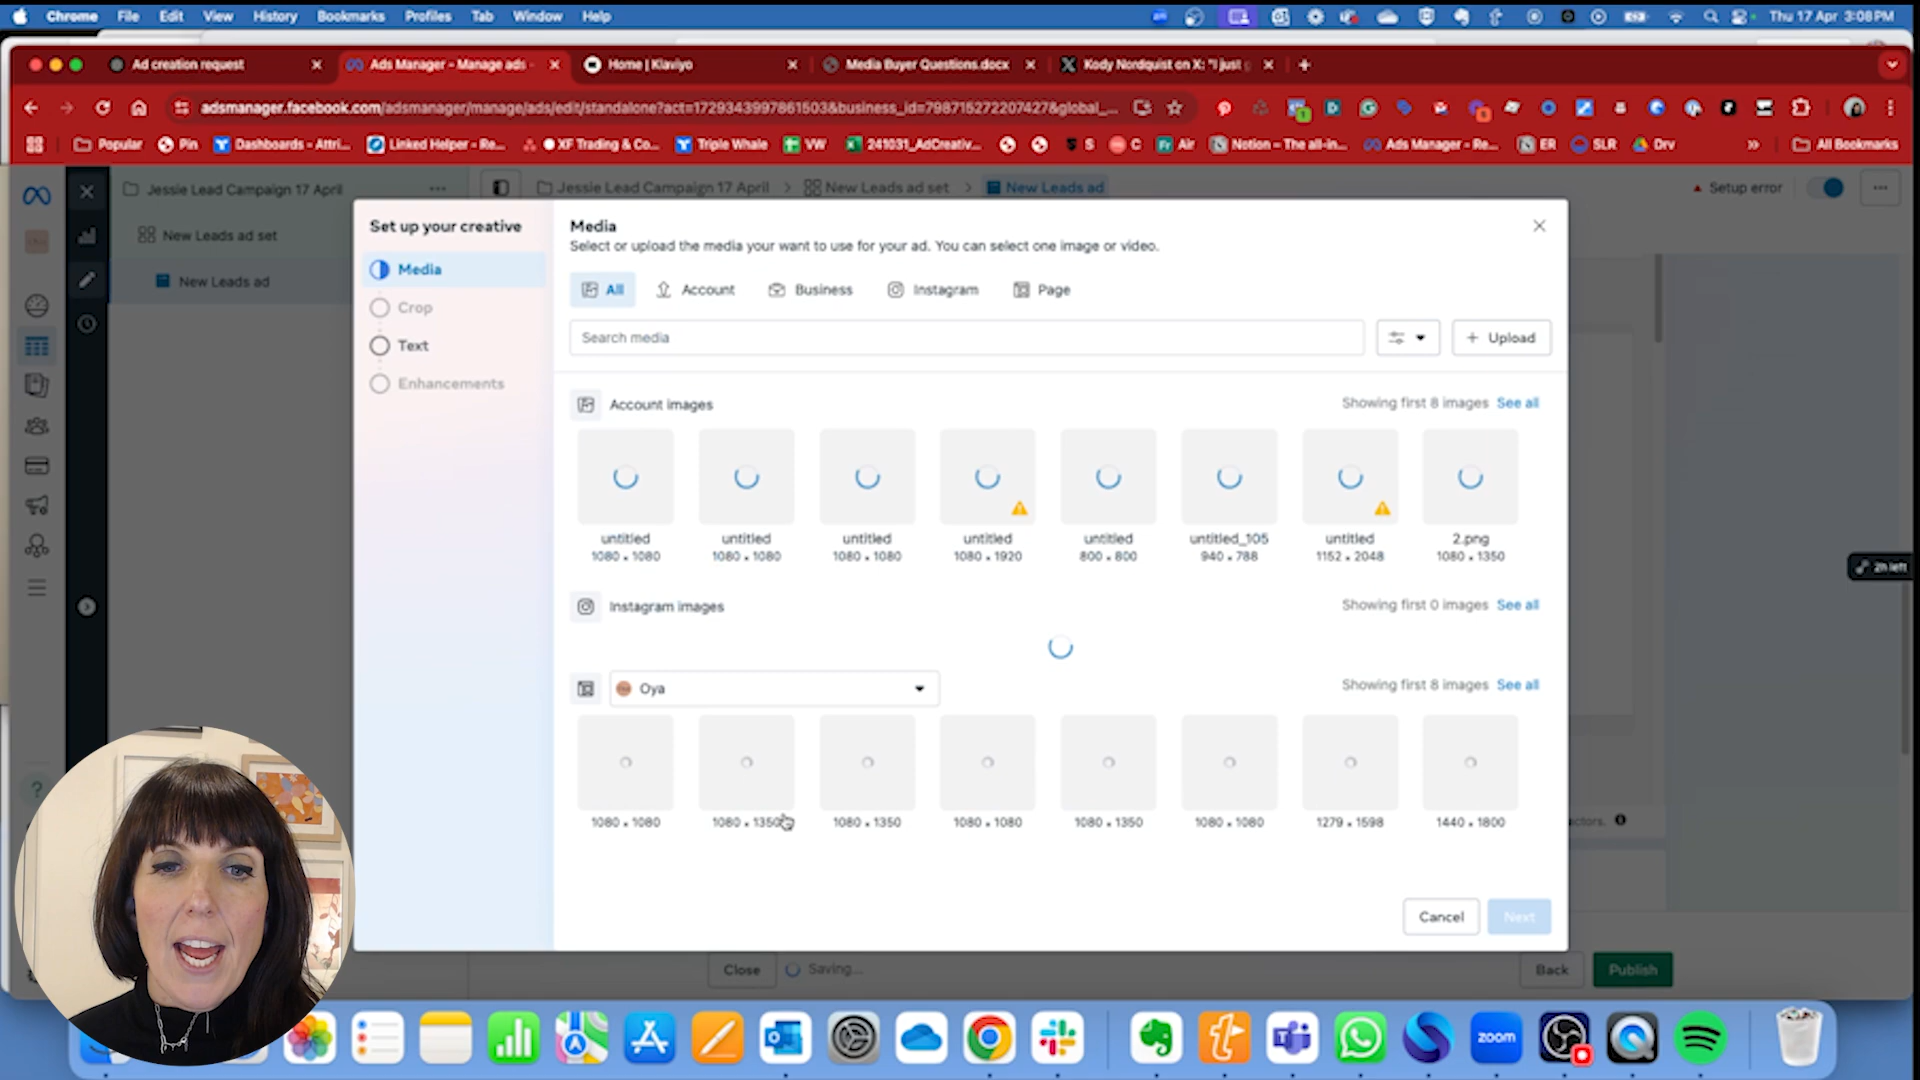 Chrome File Edit View History Bookmarks Profiles Tab Window Help
Thu 17 Apr 3:08PM
Ad creation request
Ads Manager - Manage ads -
Home | Klaviyo
Media Buyer Questions.docx
Kody Nordquist on X: "I just g
adsmanager.facebook.com/adsmanager/manage/ads/edit/standalone?act=1729343997861503&business_id=798715272207427&global_...
Popular
Pin
Dashboards – Attri...
Linked Helper - Re...
XF Trading & Co...
Triple Whale
VW
241031_AdCreativ...
S
C
Air
Notion – The all-in...
Ads Manager - Re...
ER
SLR
Drv
All Bookmarks
Jessie Lead Campaign 17 April
Jessie Lead Campaign 17 April
New Leads ad set
New Leads ad
Setup error
New Leads ad set
New Leads ad
Set up your creative
Media
Crop
Text
Enhancements
Media
Select or upload the media your want to use for your ad. You can select one image or video.
All
Account
Business
Instagram
Page
Search media
Upload
Account images
Showing first 8 images See all
untitled
1080 × 1080
untitled
1080 × 1080
untitled
1080 × 1080
untitled
1080 × 1920
untitled
800 × 800
untitled_105
940 × 788
untitled
1152 × 2048
2.png
1080 × 1350
Instagram images
Showing first 0 images See all
Oya
Showing first 8 images See all
1080 × 1080
1080 × 1350
1080 × 1350
1080 × 1080
1080 × 1350
1080 × 1080
1279 × 1598
1440 × 1800
2h left
ctors.
Cancel
Next
Close
Saving...
Back
Publish
zoom